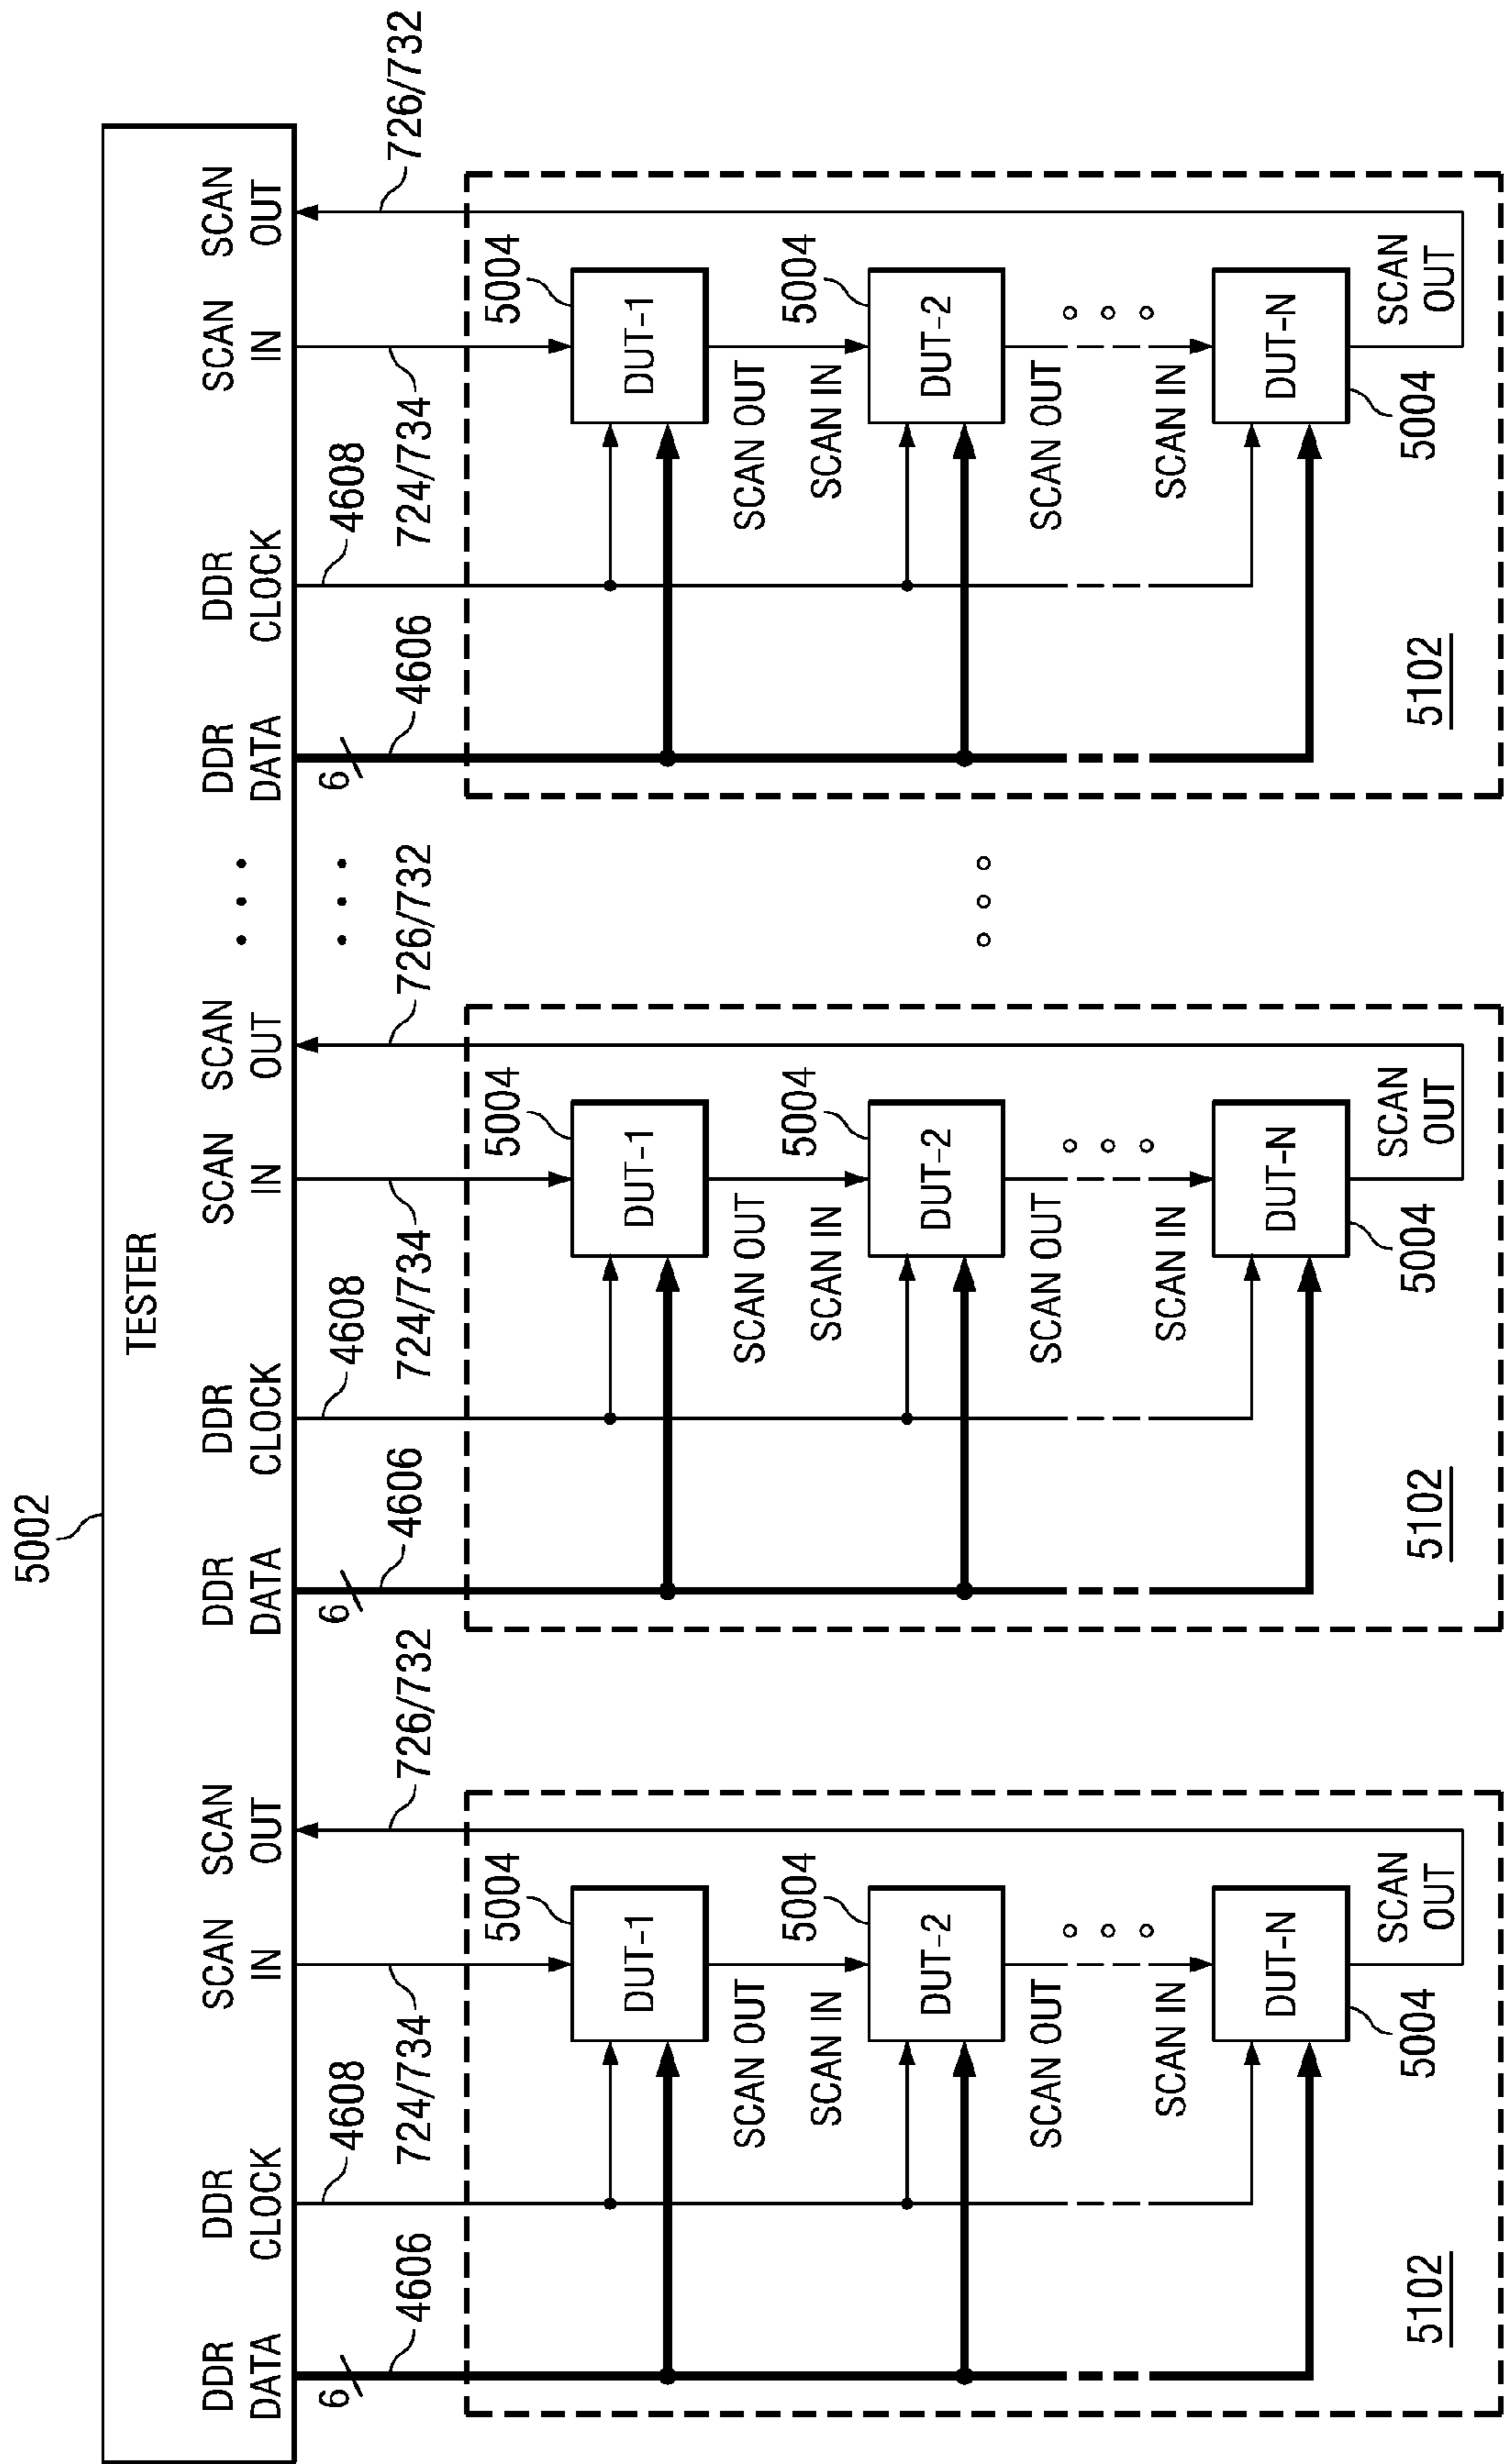 5002
TESTER
DDR
DATA
DDR
CLOCK
SCAN
IN
SCAN
OUT
DDR
DATA
DDR
CLOCK
SCAN
IN
SCAN
OUT
DDR
DATA
DDR
CLOCK
SCAN
IN
SCAN
OUT
6
4606
4608
724/734
726/732
6
4606
4608
724/734
726/732
6
4606
4608
724/734
726/732
5004
DUT-1
SCAN OUT
SCAN IN
5004
DUT-2
SCAN OUT
SCAN IN
DUT-N
5004
SCAN
OUT
5102
5004
DUT-1
SCAN OUT
SCAN IN
5004
DUT-2
SCAN OUT
SCAN IN
DUT-N
5004
SCAN
OUT
5102
5004
DUT-1
SCAN OUT
SCAN IN
5004
DUT-2
SCAN OUT
SCAN IN
DUT-N
5004
SCAN
OUT
5102